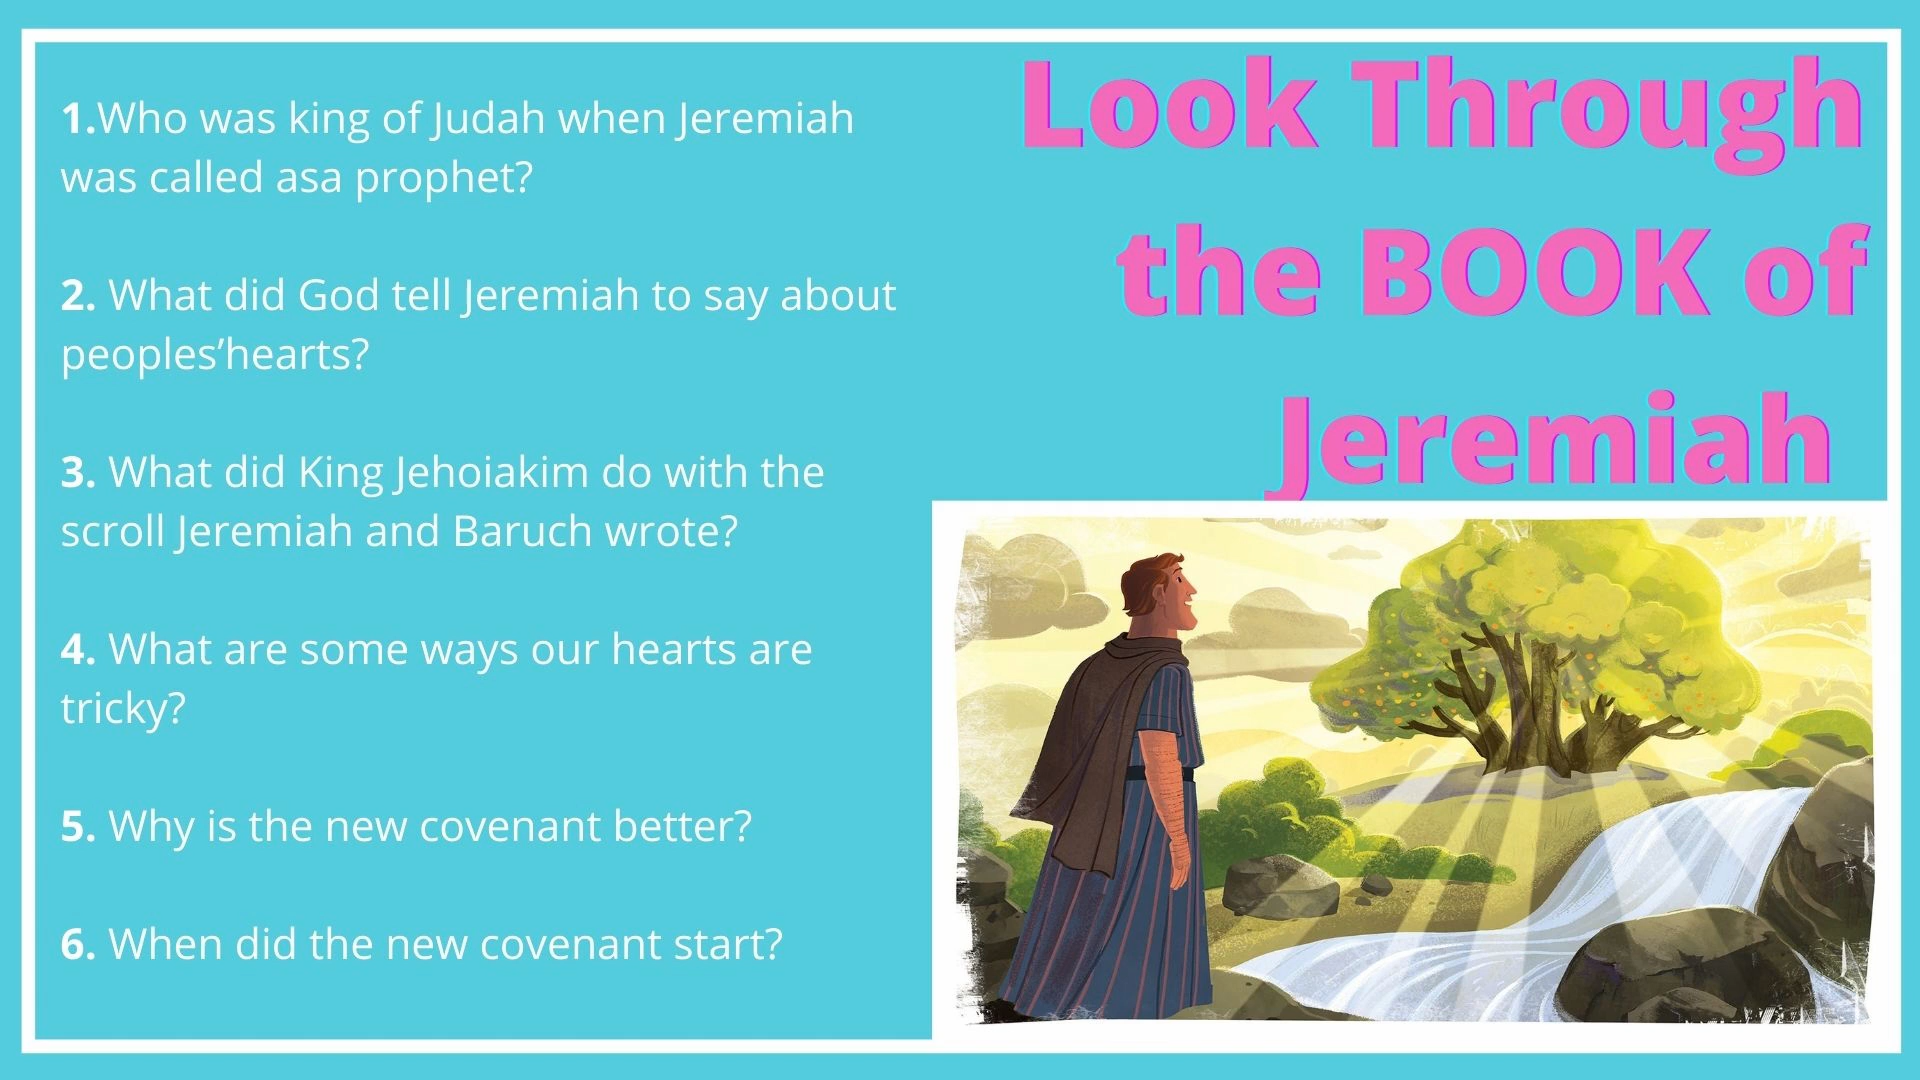 1.Who was king of Judah when Jeremiah
was called asa prophet?
2. What did God tell Jeremiah to say about
peoples’hearts?
3. What did King Jehoiakim do with the
scroll Jeremiah and Baruch wrote?
4. What are some ways our hearts are
tricky?
5. Why is the new covenant better?
6. When did the new covenant start?
Look Through
the BOOK of
Jeremiah